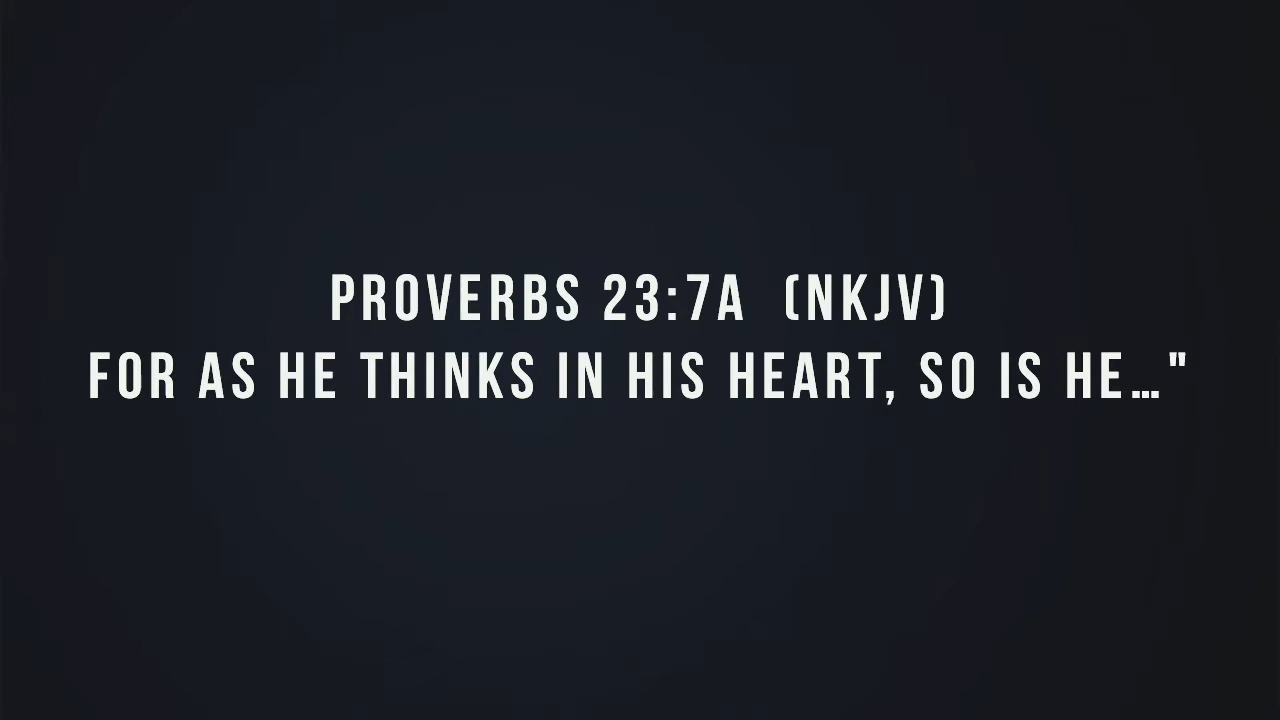 PROVERBS 23:7A (NKJV)
FOR AS HE THINKS IN HIS HEART, SO IS HE…"